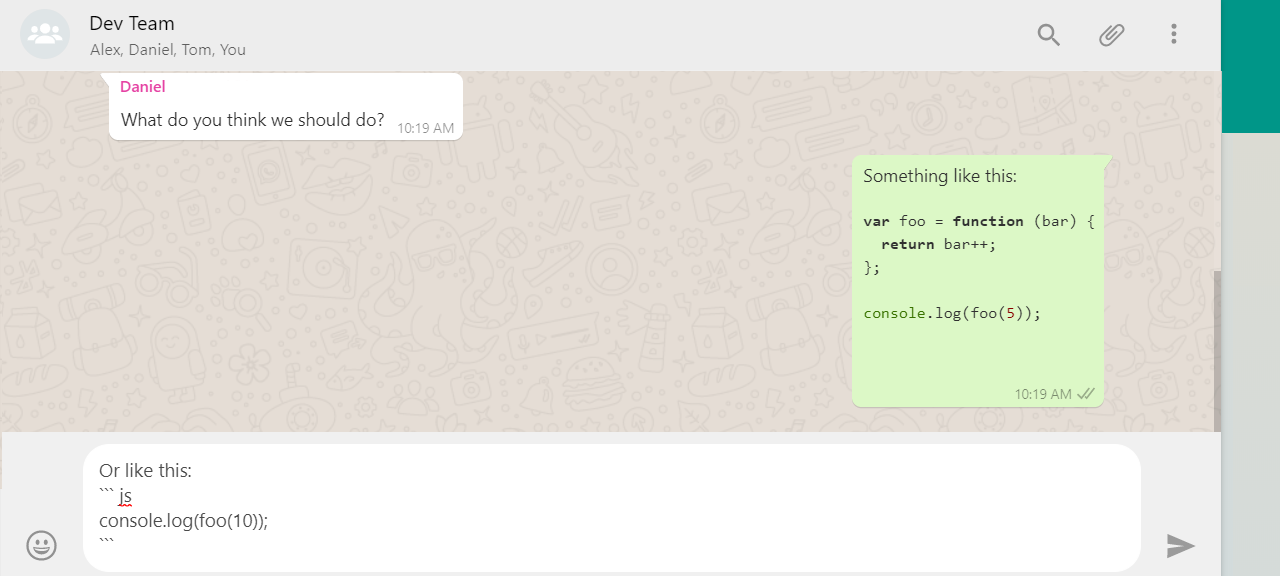 Dev Team
Alex, Daniel, Tom, You
Daniel
What do you think we should do?
10:19 AM
Something like this:
var foo = function (bar) {
  return bar++;
};
console.log(foo(5));
10:19 AM
Or like this:
``` js
console.log(foo(10));
```